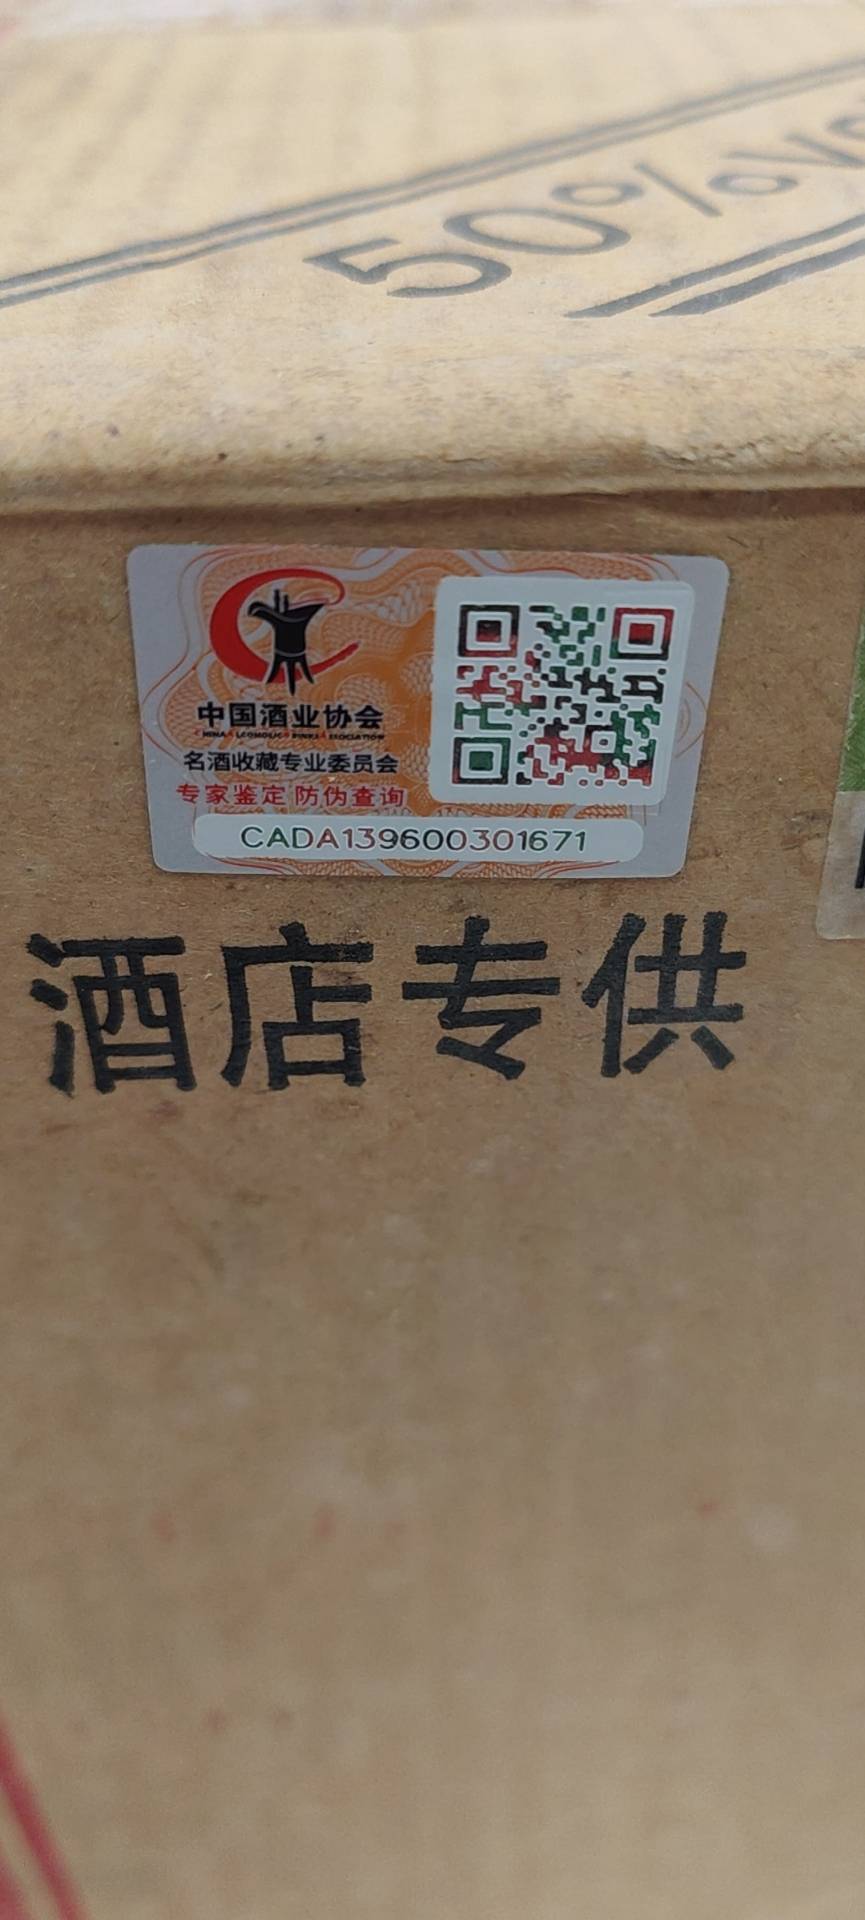 50%vo
中国酒业协会
名酒收藏专业委员会
专家鉴定 防伪查询
CADA139600301671
酒店专供